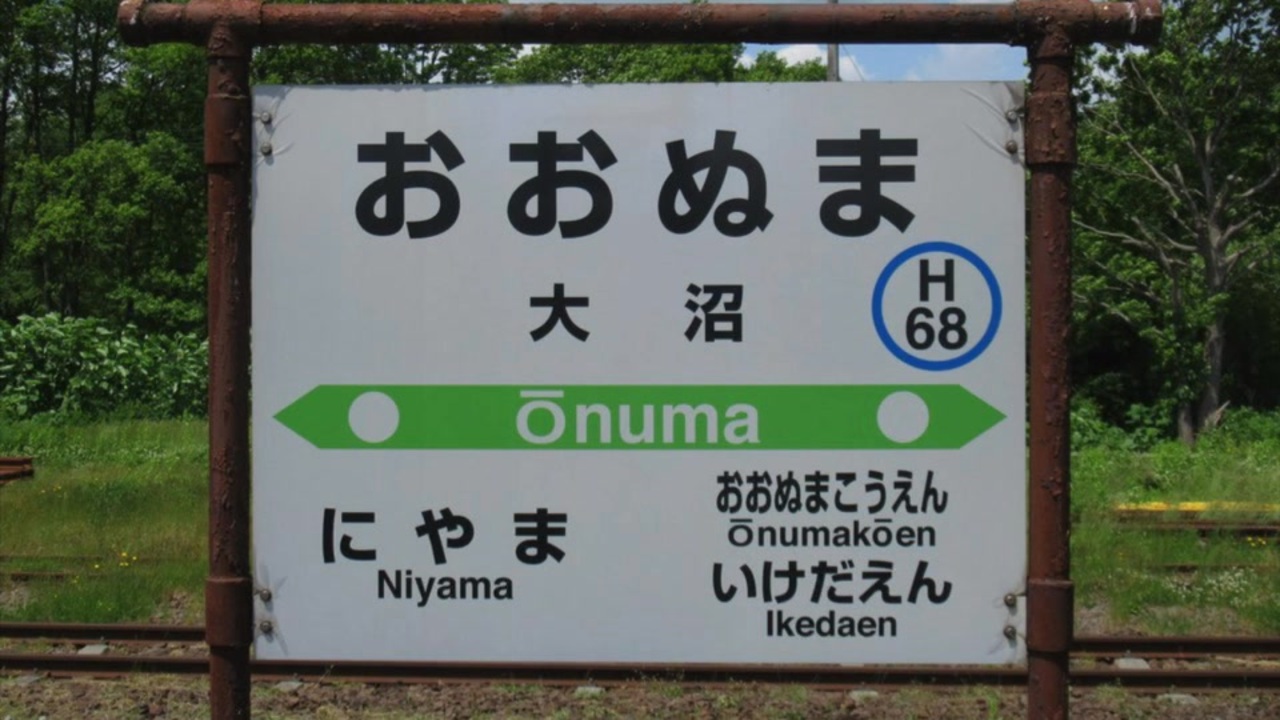 おおぬま
大沼
H
68
Ōnuma
にやま
Niyama
おおぬまこうえん
Ōnumakōen
いけだえん
Ikedaen